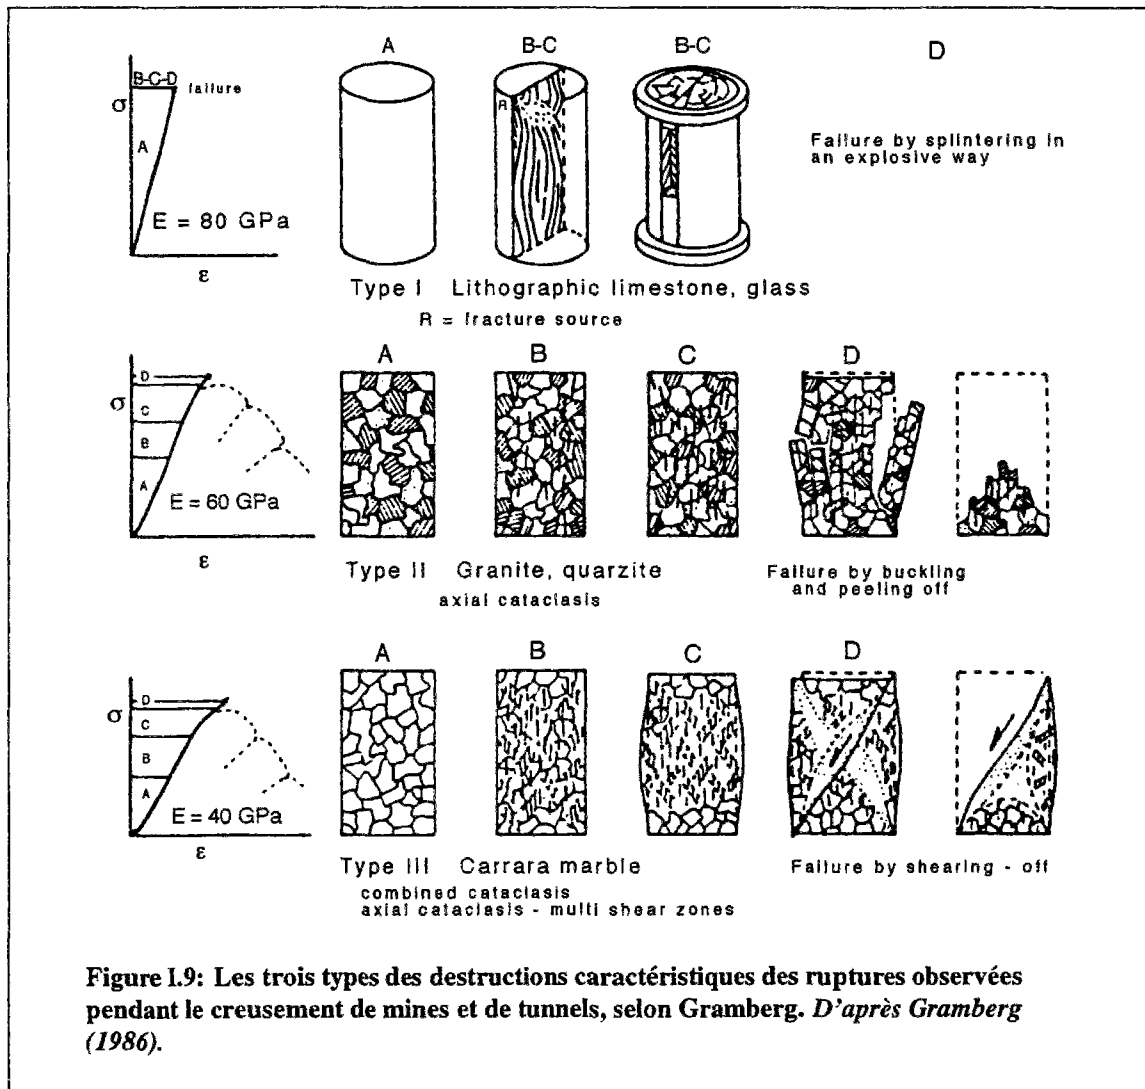 A
B-C
B-C
D
B-C-D
failure
σ
A
E = 80 GPa
ε
R
Failure by splintering in
an explosive way
Type I Lithographic limestone, glass
R = fracture source
A
B
C
D
D
σ
C
B
A
E = 60 GPa
ε
Type II Granite, quarzite
axial cataclasis
Failure by buckling
and peeling off
A
B
C
D
D
σ
C
B
A
E = 40 GPa
ε
Type III Carrara marble
combined cataclasis
axial cataclasis - multi shear zones
Failure by shearing - off
Figure I.9: Les trois types des destructions caractéristiques des ruptures observées
pendant le creusement de mines et de tunnels, selon Gramberg. D'après Gramberg
(1986).